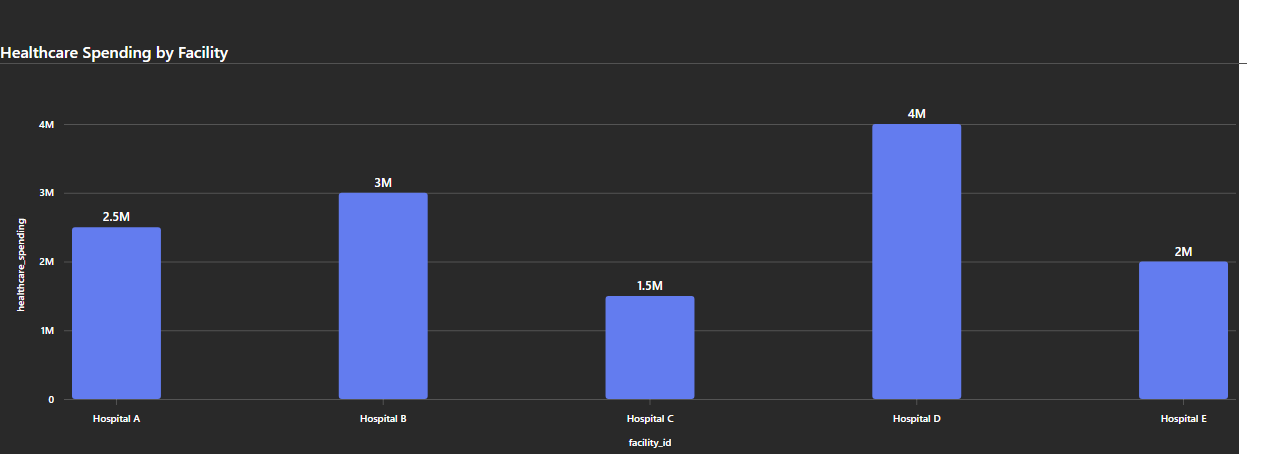 Healthcare Spending by Facility
4M
4M
3M
3M
2.5M
2M
2M
1.5M
1M
0
healthcare_spending
Hospital A Hospital B Hospital C Hospital D Hospital E
facility_id